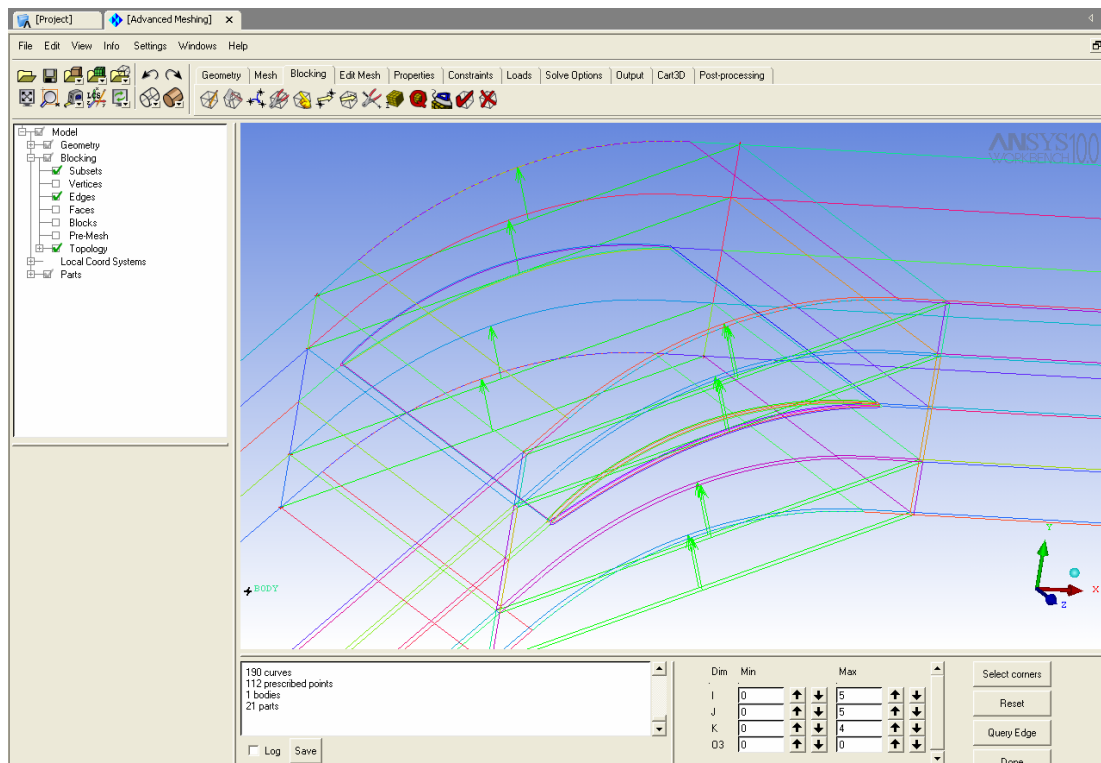 [Project] [Advanced Meshing]
File Edit View Info Settings Windows Help
Geometry Mesh Blocking Edit Mesh Properties Constraints Loads Solve Options Output Cart3D Post-processing
LCS
Model
Geometry
Blocking
Subsets
Vertices
Edges
Faces
Blocks
Pre-Mesh
Topology
Local Coord Systems
Parts
ANSYS 10.0
WORKBENCH
BODY
Y
X
Z
190 curves
112 prescribed points
1 bodies
21 parts
Log Save
Dim Min Max
I 0 5
J 0 5
K 0 4
O3 0 0
Select corners
Reset
Query Edge
Done